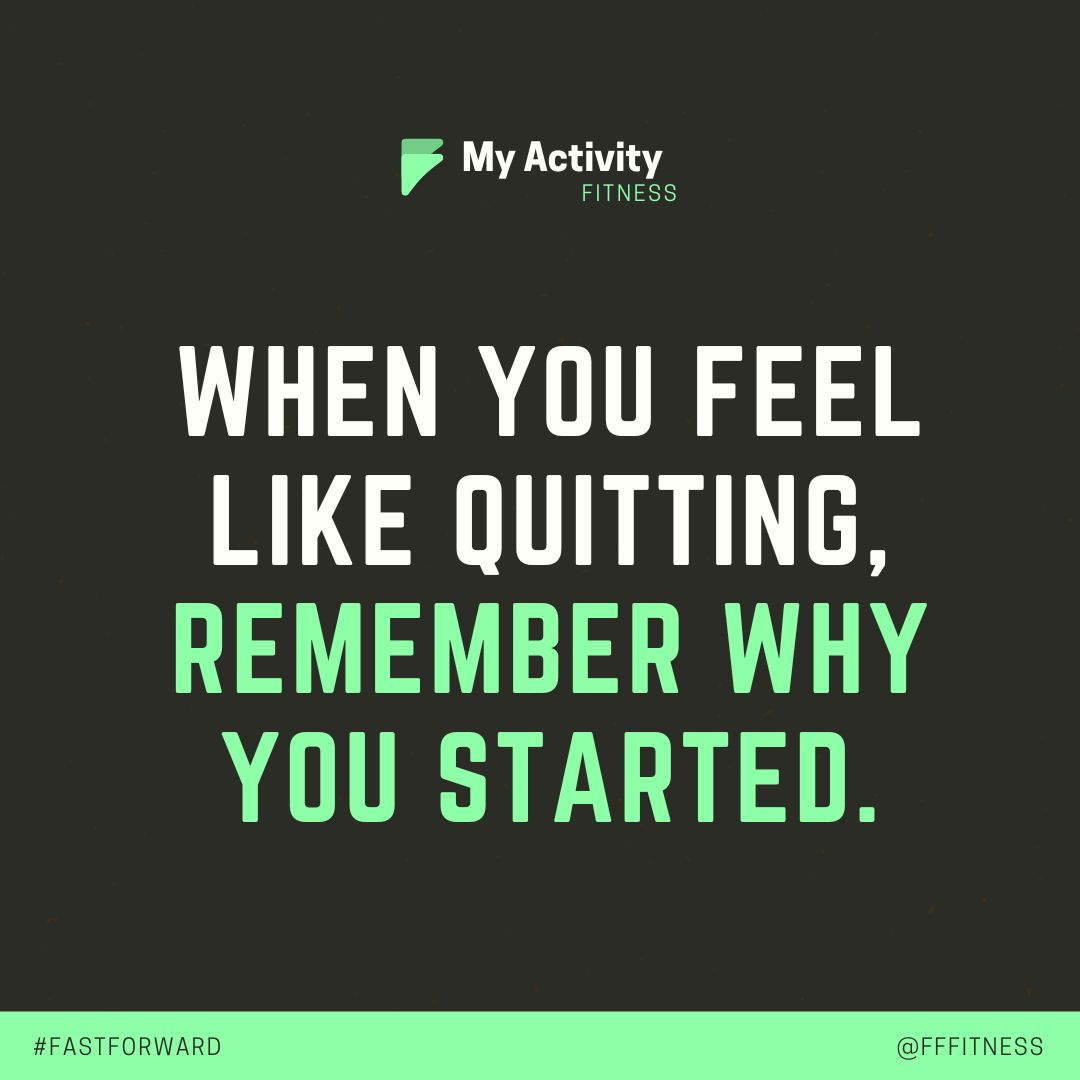 My Activity
FITNESS
WHEN YOU FEEL
LIKE QUITTING,
REMEMBER WHY
YOU STARTED.
#FASTFORWARD
@FFFITNESS